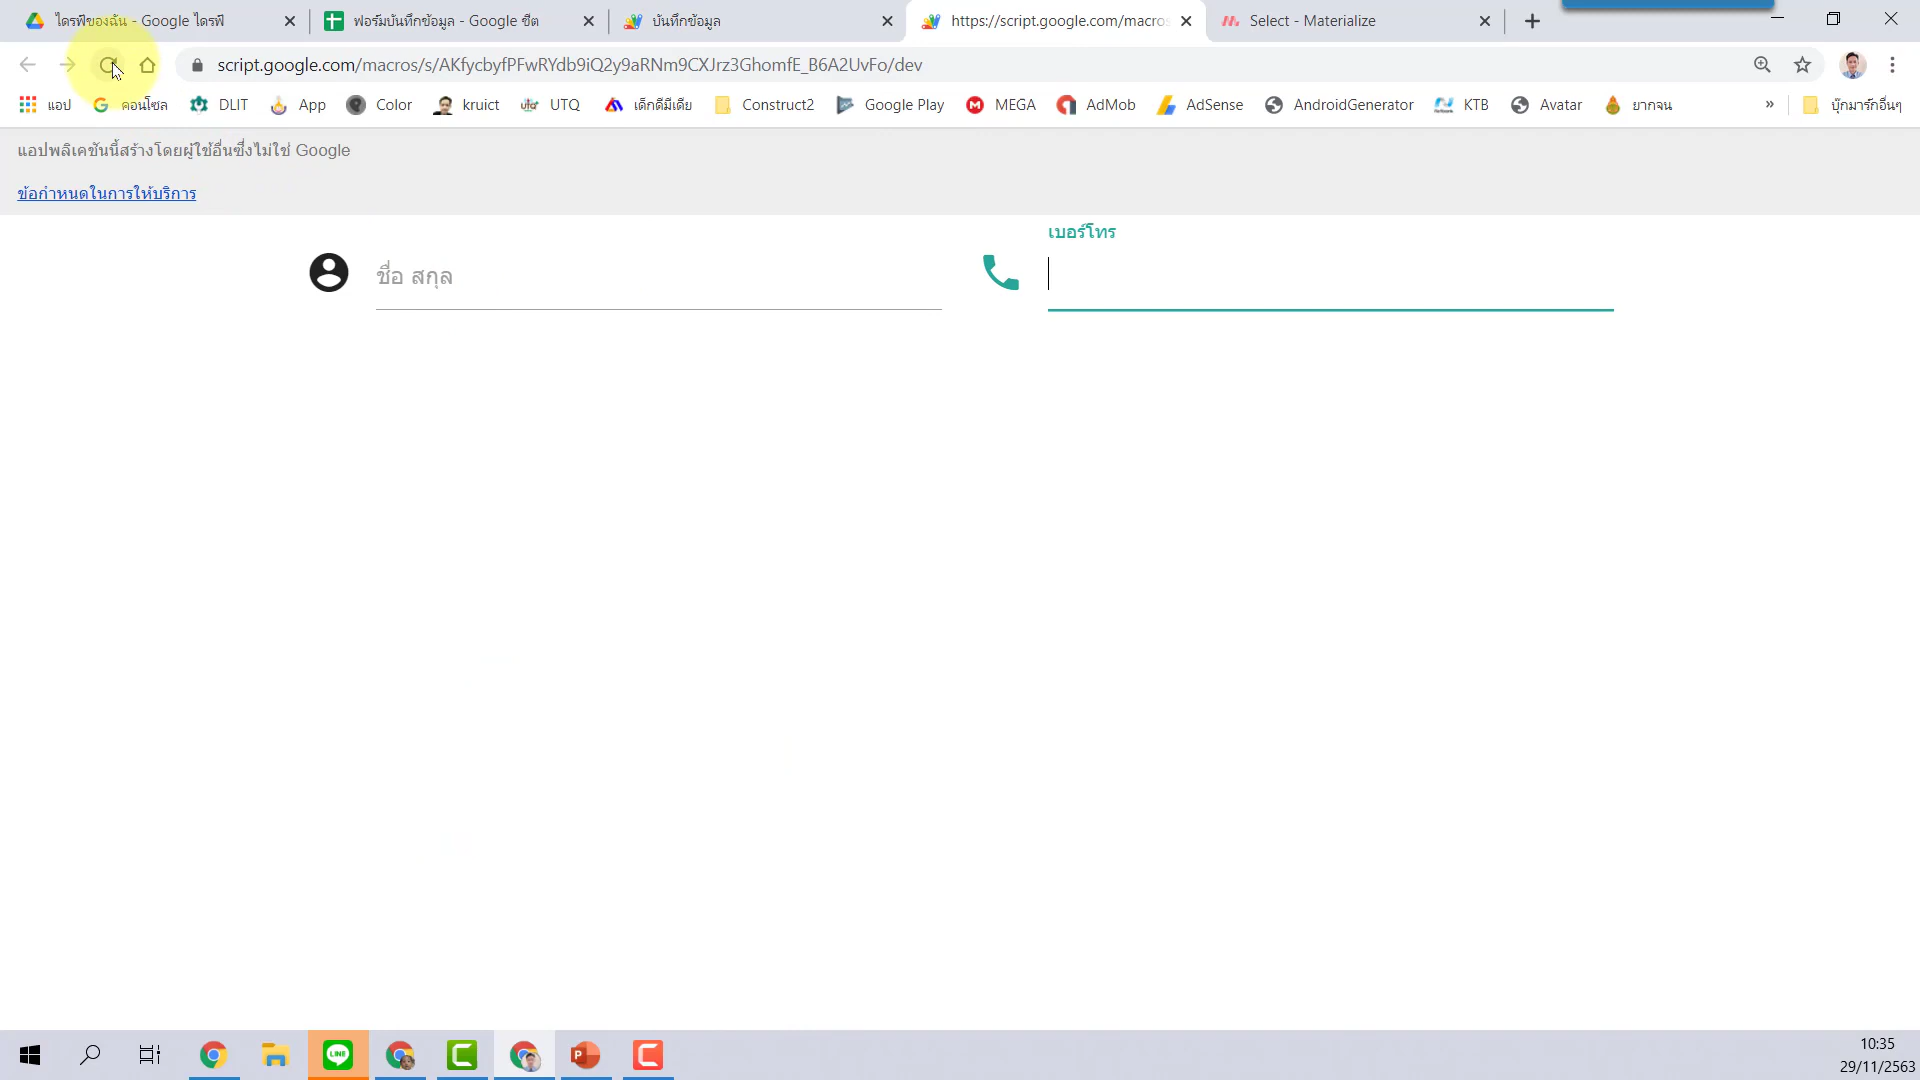 ไดรฟ์ของฉัน - Google ไดรฟ์
ฟอร์มบันทึกข้อมูล - Google ชีต
บันทึกข้อมูล
https://script.google.com/macros
Select - Materialize
script.google.com/macros/s/AKfycbyfPFwRYdb9iQ2y9aRNm9CXJrz3GhomfE_B6A2UvFo/dev
แอป
คอนโซล
DLIT
App
Color
kruict
UTQ
เด็กดีมีเดีย
Construct2
Google Play
MEGA
AdMob
AdSense
AndroidGenerator
KTB
Avatar
ยากจน
»
บุ๊กมาร์กอื่นๆ
แอปพลิเคชันนี้สร้างโดยผู้ใช้อื่นซึ่งไม่ใช่ Google
ข้อกำหนดในการให้บริการ
เบอร์โทร
ชื่อ สกุล
LINE
10:35
29/11/2563